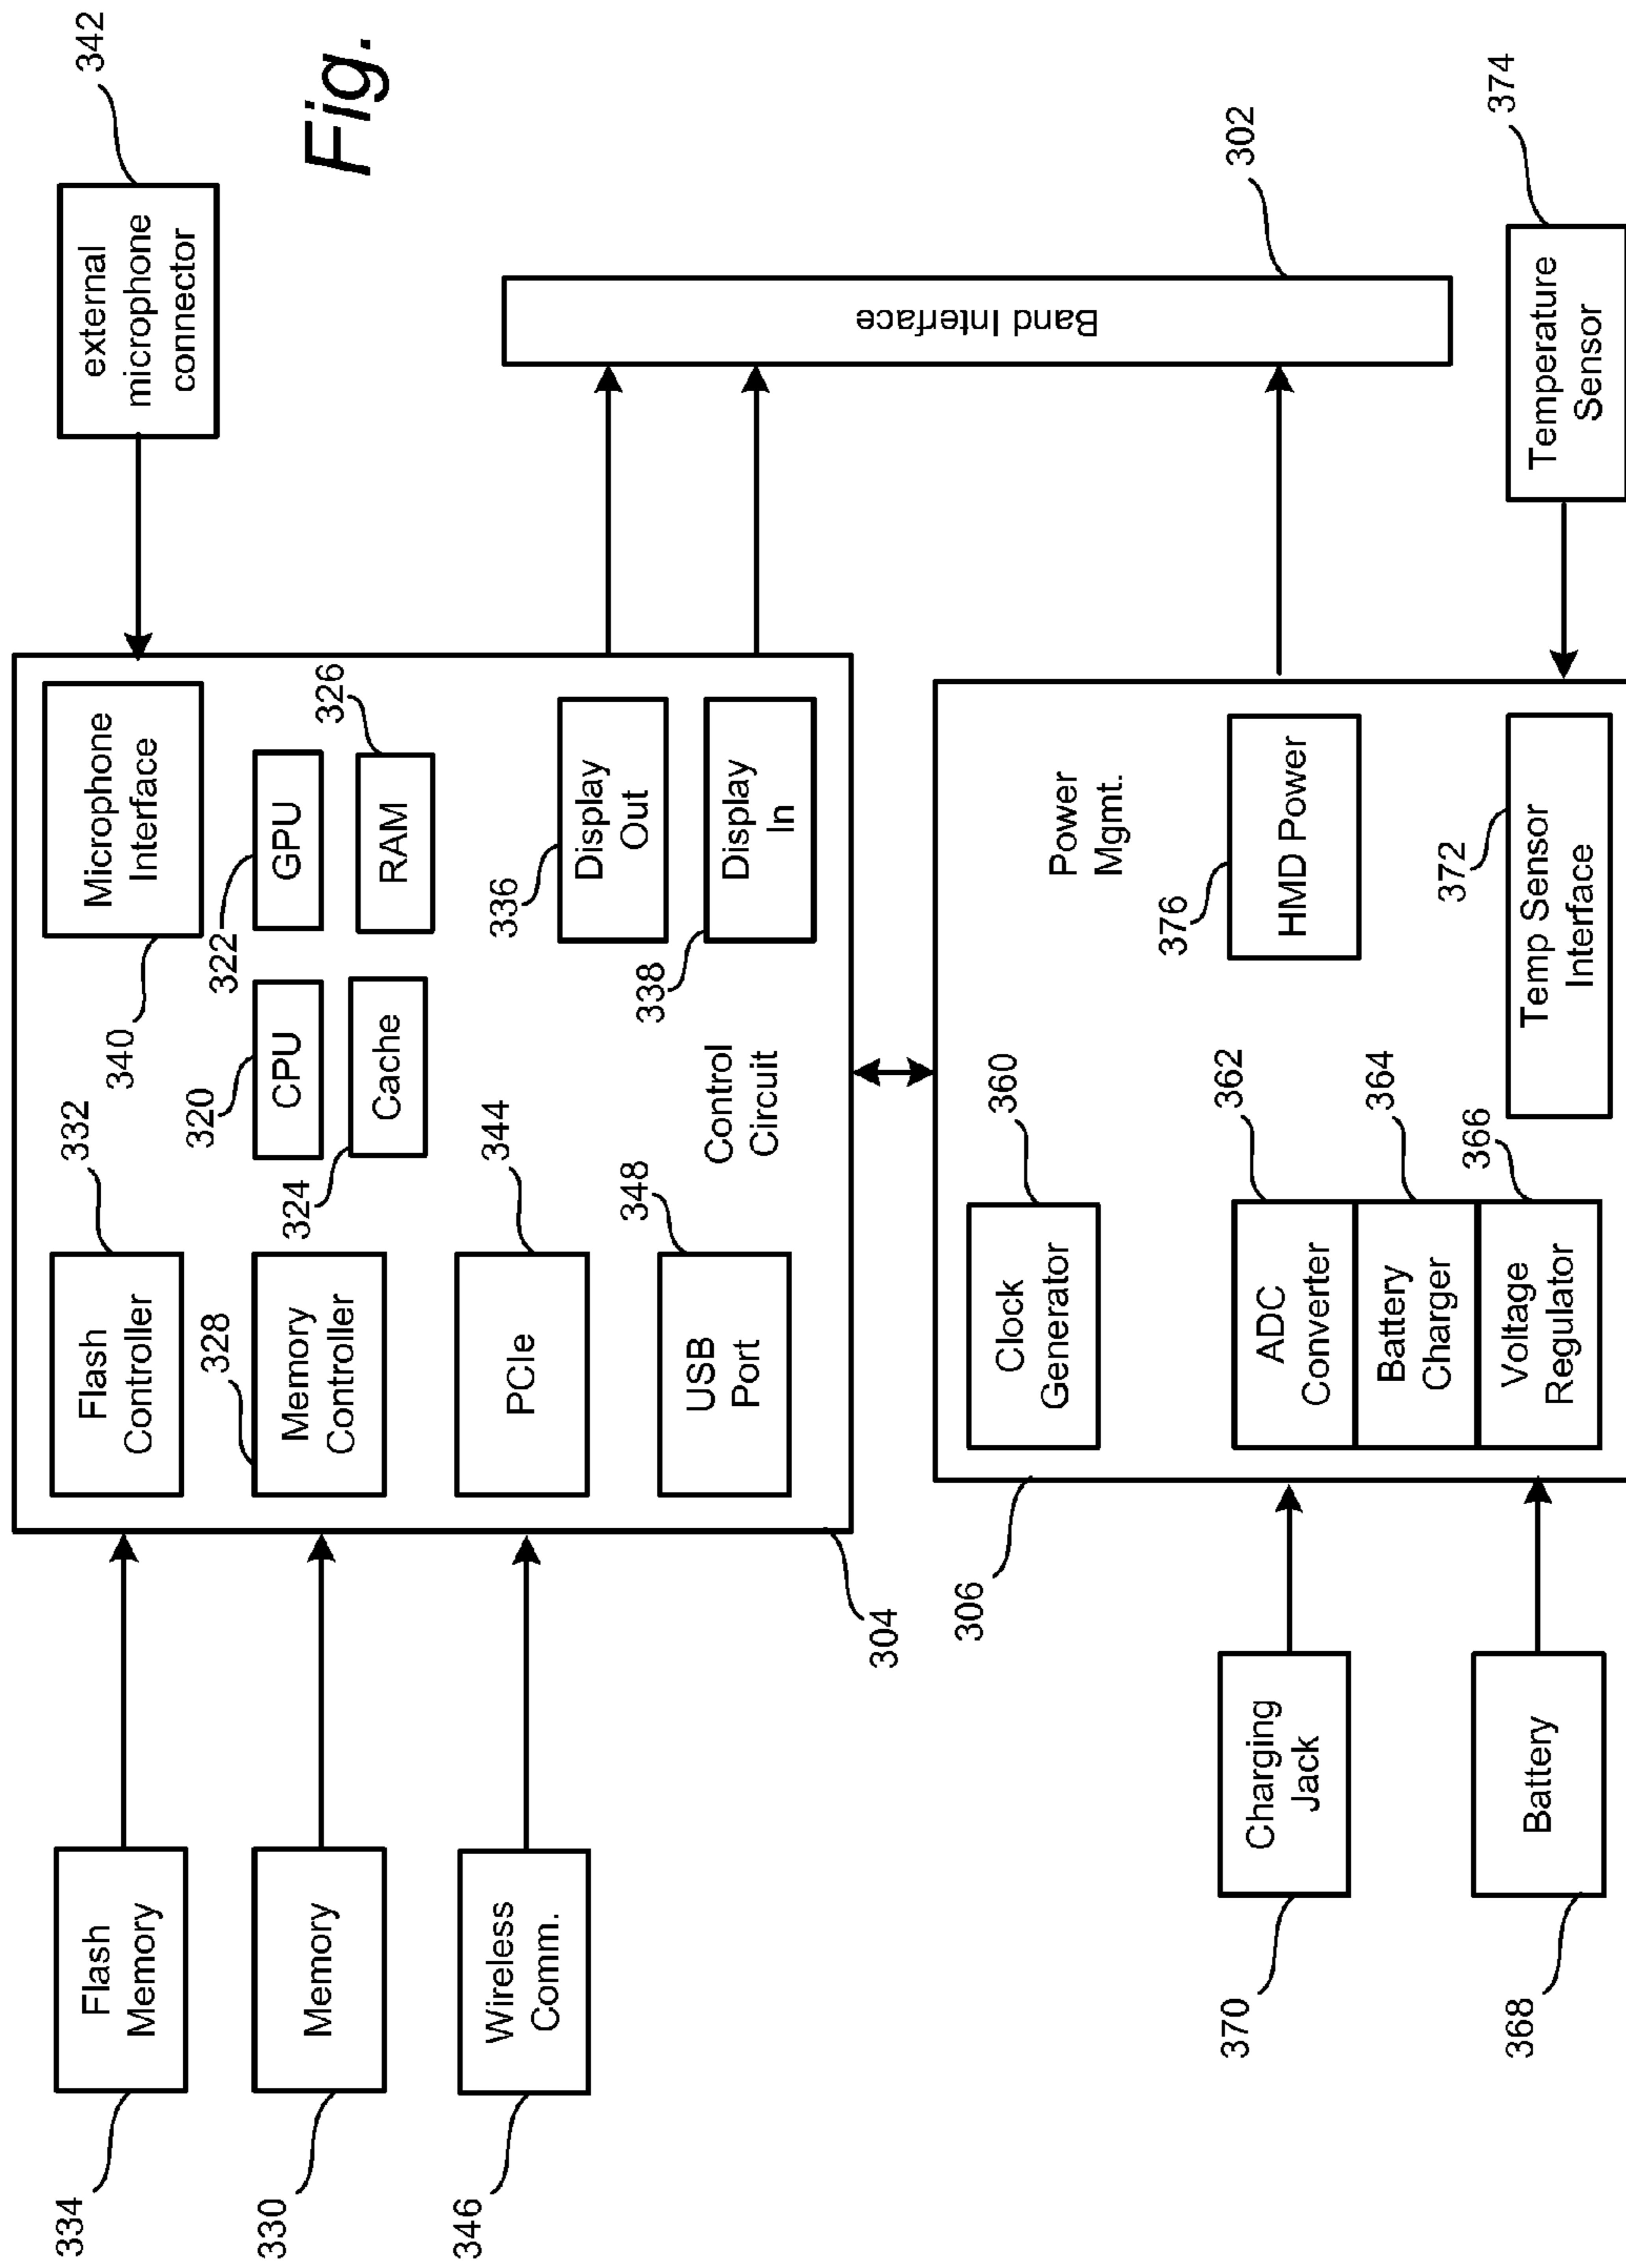 342
Fig.
external
microphone
connector
334
Flash
Memory
332
Flash
Controller
340
Microphone
Interface
330
Memory
328
Memory
Controller
320
CPU
322
GPU
324
Cache
326
RAM
346
Wireless
Comm.
344
PCIe
336
Display
Out
348
USB
Port
Control
Circuit
338
Display
In
304
Band Interface
302
306
360
Clock
Generator
Power
Mgmt.
370
Charging
Jack
362
ADC
Converter
376
HMD Power
364
Battery
Charger
368
Battery
366
Voltage
Regulator
372
Temp Sensor
Interface
374
Temperature
Sensor